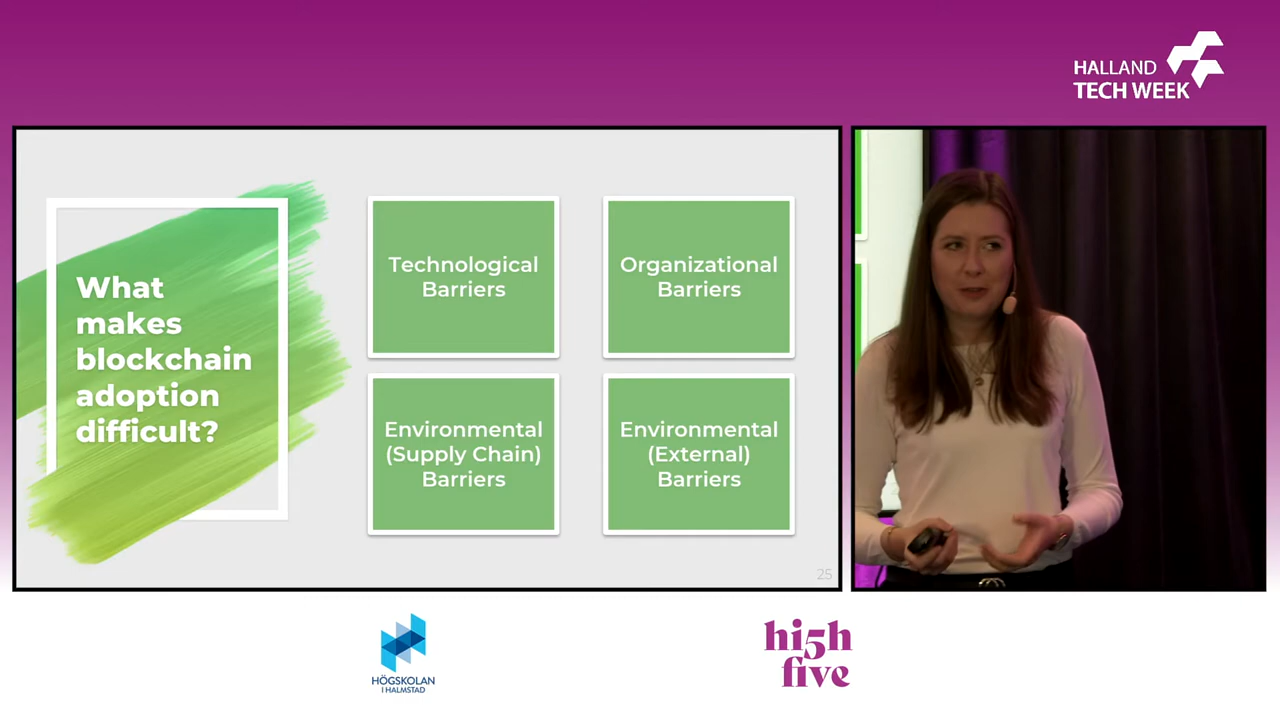 HALLAND
TECH WEEK
What
makes
blockchain
adoption
difficult?
Technological
Barriers
Organizational
Barriers
Environmental
(Supply Chain)
Barriers
Environmental
(External)
Barriers
25
HÖGSKOLAN
I HALMSTAD
hi5h
five